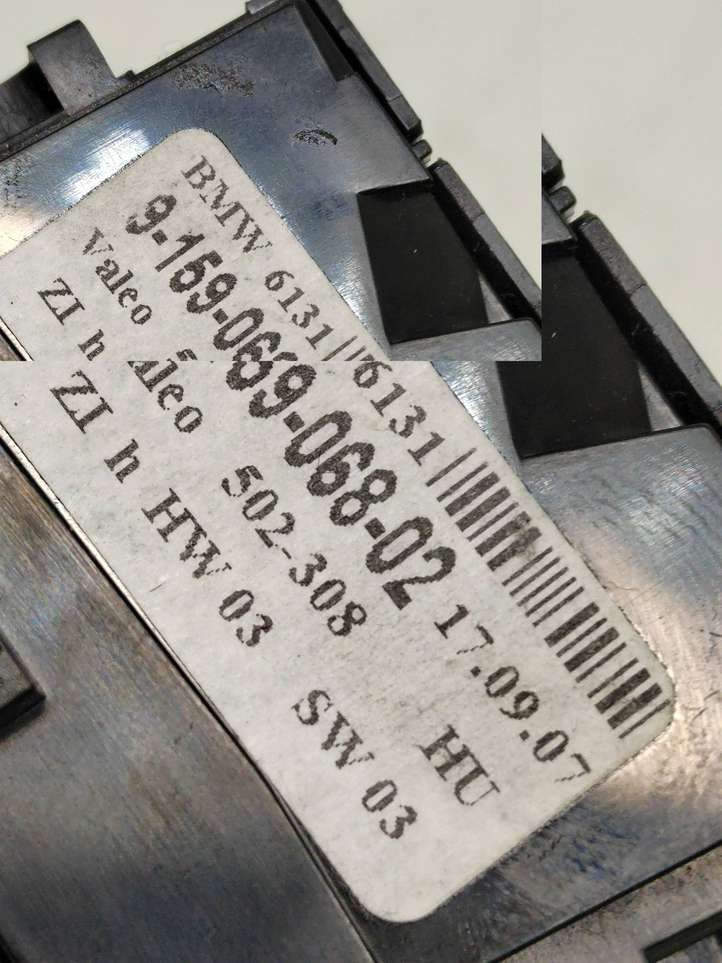 BMW 6131 6131
9-159-069-068-02
Valeo aleo 502-308 17.09.07
ZI h ZI h HW 03 SW 03 HU